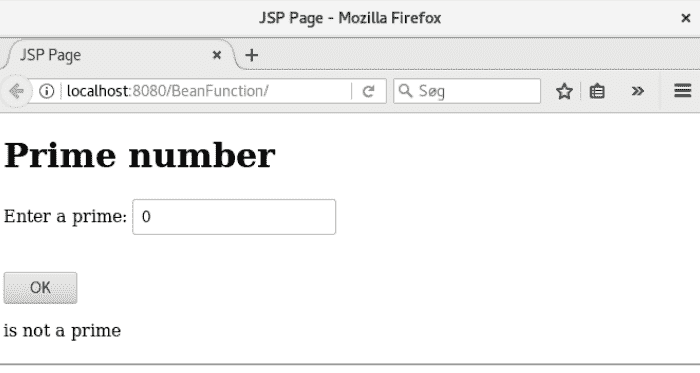 JSP Page - Mozilla Firefox
JSP Page
localhost:8080/BeanFunction/ Søg
Prime number
Enter a prime: 0
OK
is not a prime